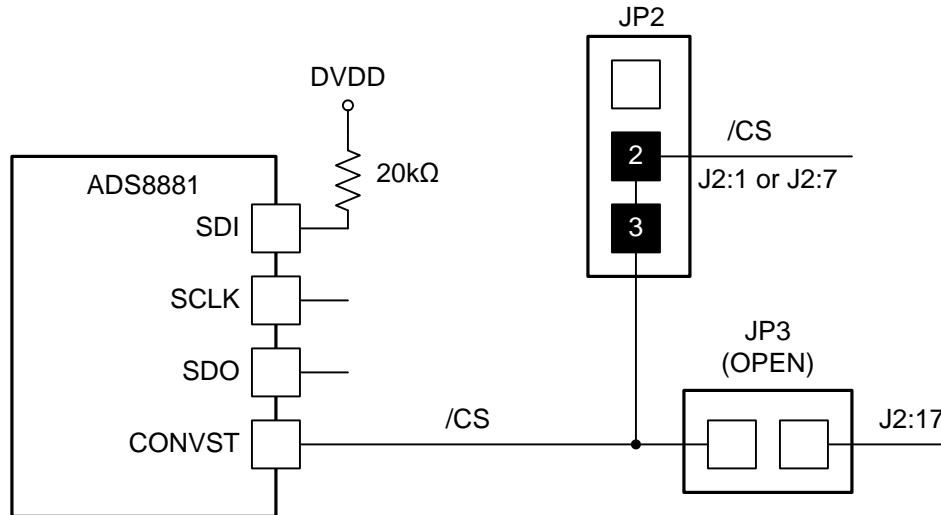 JP2
DVDD
20kΩ
2
/CS
J2:1 or J2:7
ADS8881
SDI
3
SCLK
JP3
(OPEN)
SDO
/CS
J2:17
CONVST